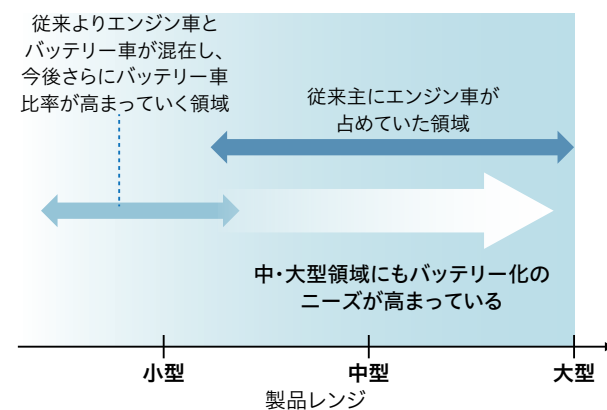 従来よりエンジン車と
バッテリー車が混在し、
今後さらにバッテリー車
比率が高まっていく領域
従来主にエンジン車が
占めていた領域
中・大型領域にもバッテリー化の
ニーズが高まっている
小型
中型
大型
製品レンジ